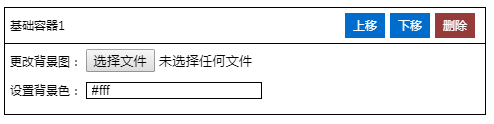 基础容器1 上移 下移 删除
更改背景图： 选择文件 未选择任何文件
设置背景色： #fff